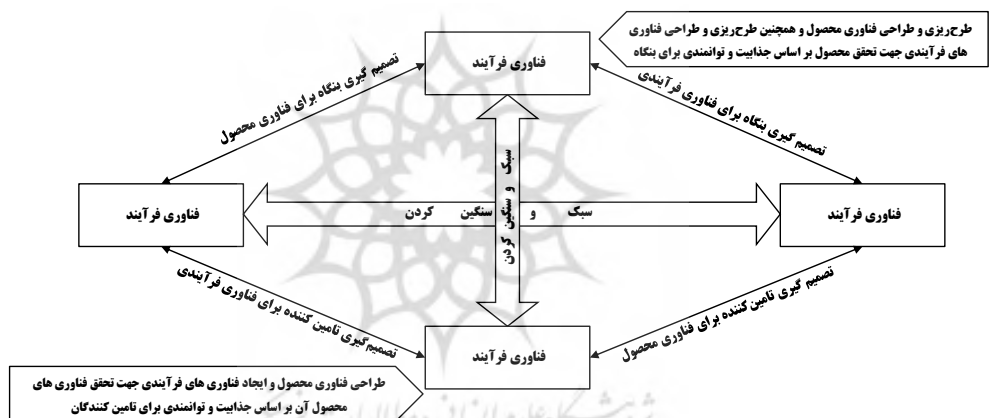 طرح‌ریزی و طراحی فناوری محصول و همچنین طرح‌ریزی و طراحی فناوری
های فرآیندی جهت تحقق محصول بر اساس جذابیت و توانمندی برای بنگاه
فناوری فرآیند
تصمیم گیری بنگاه برای فناوری فرآیندی
تصمیم گیری بنگاه برای فناوری محصول
سبک و سنگین کردن
فناوری فرآیند
سبک و سنگین کردن
فناوری فرآیند
تصمیم گیری تامین کننده برای فناوری محصول
تصمیم‌گیری تامین کننده برای فناوری فرآیندی
فناوری فرآیند
طراحی فناوری محصول و ایجاد فناوری های فرآیندی جهت تحقق فناوری های
محصول آن بر اساس جذابیت و توانمندی برای تامین کنندگان